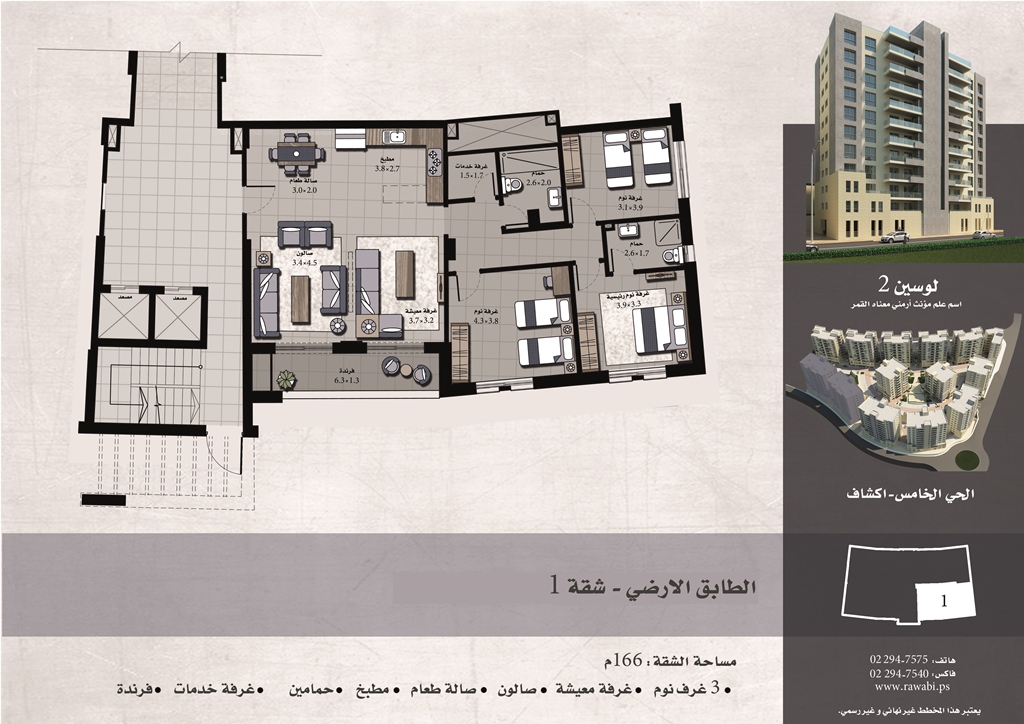 مطبخ
3.8×2.7
صالة طعام
3.0×2.0
غرفة خدمات
1.5×1.7
حمام
2.6×2.0
غرفة نوم
3.1×3.9
حمام
2.6×1.7
صالون
3.4×4.5
غرفة معيشة
3.7×3.2
غرفة نوم
4.3×3.8
غرفة نوم رئيسية
3.9×3.3
فرندة
6.3×1.3
مصعد
مصعد
لوسين 2
اسم علم مؤنث أرمني معناه القمر
الحي الخامس-اكشاف
1
الطابق الارضي - شقة 1
مساحة الشقة: 166م
• 3 غرف نوم • غرفة معيشة • صالون • صالة طعام • مطبخ • حمامين • غرفة خدمات • فرندة
هاتف: 02 294-7575
فاكس: 02 294-7540
www.rawabi.ps
يعتبر هذا المخطط غير نهائي و غير رسمي.